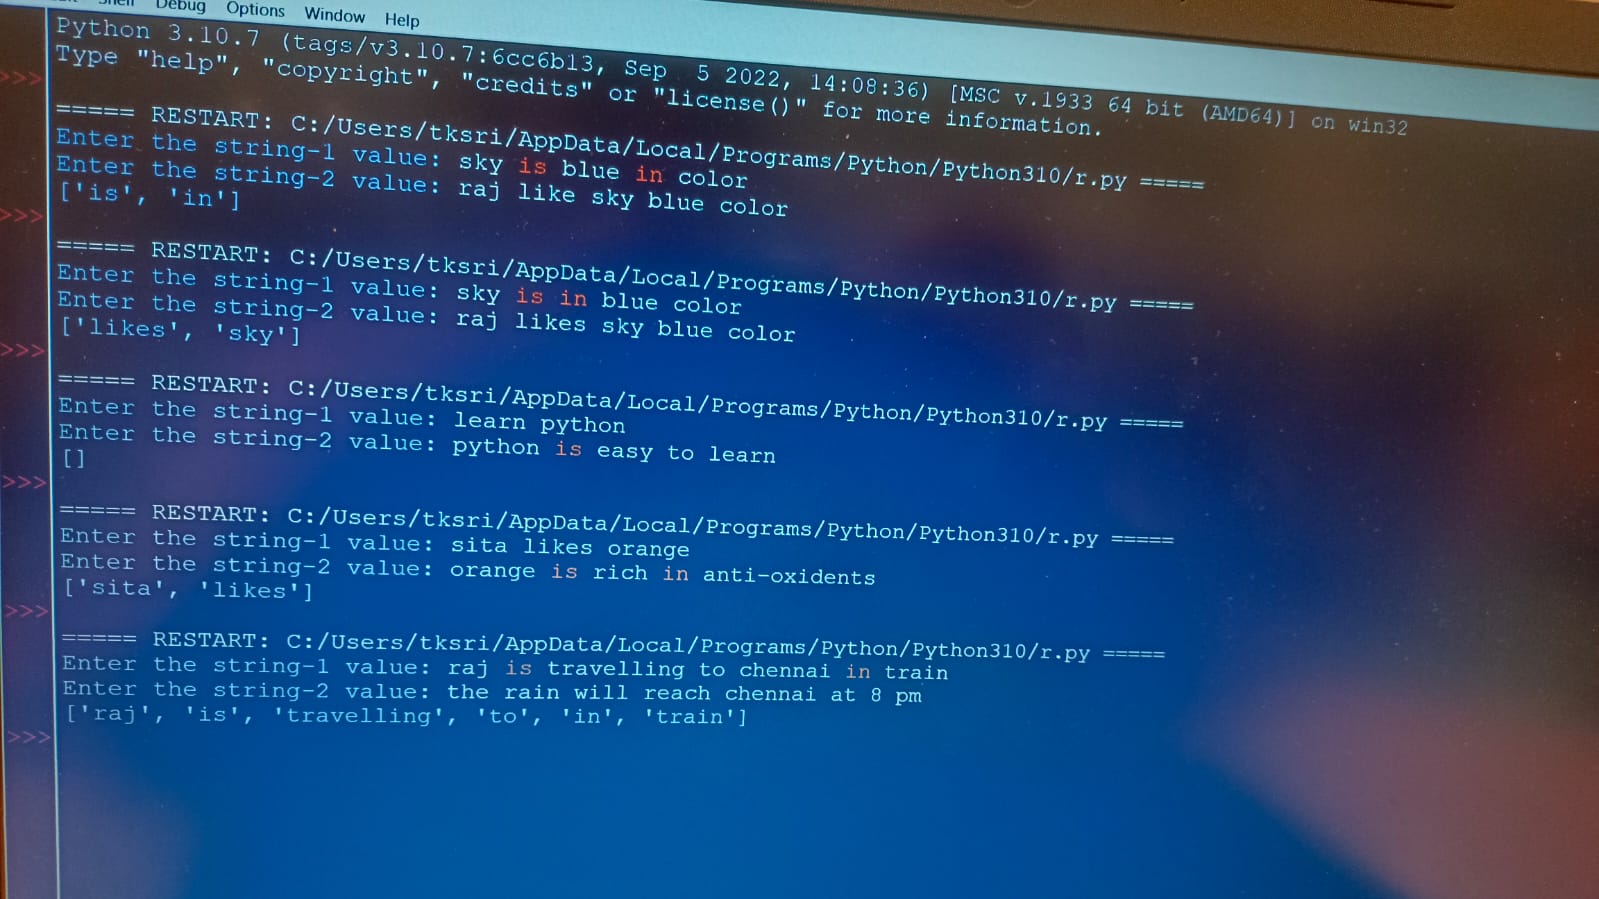 Shell Debug Options Window Help
Python 3.10.7 (tags/v3.10.7:6cc6b13, Sep  5 2022, 14:08:36) [MSC v.1933 64 bit (AMD64)] on win32
Type "help", "copyright", "credits" or "license()" for more information.
>>>
===== RESTART: C:/Users/tksri/AppData/Local/Programs/Python/Python310/r.py =====
Enter the string-1 value: sky is blue in color
Enter the string-2 value: raj like sky blue color
['is', 'in']
>>>
===== RESTART: C:/Users/tksri/AppData/Local/Programs/Python/Python310/r.py =====
Enter the string-1 value: sky is in blue color
Enter the string-2 value: raj likes sky blue color
['likes', 'sky']
>>>
===== RESTART: C:/Users/tksri/AppData/Local/Programs/Python/Python310/r.py =====
Enter the string-1 value: learn python
Enter the string-2 value: python is easy to learn
[]
>>>
===== RESTART: C:/Users/tksri/AppData/Local/Programs/Python/Python310/r.py =====
Enter the string-1 value: sita likes orange
Enter the string-2 value: orange is rich in anti-oxidents
['sita', 'likes']
>>>
===== RESTART: C:/Users/tksri/AppData/Local/Programs/Python/Python310/r.py =====
Enter the string-1 value: raj is travelling to chennai in train
Enter the string-2 value: the rain will reach chennai at 8 pm
['raj', 'is', 'travelling', 'to', 'in', 'train']
>>>